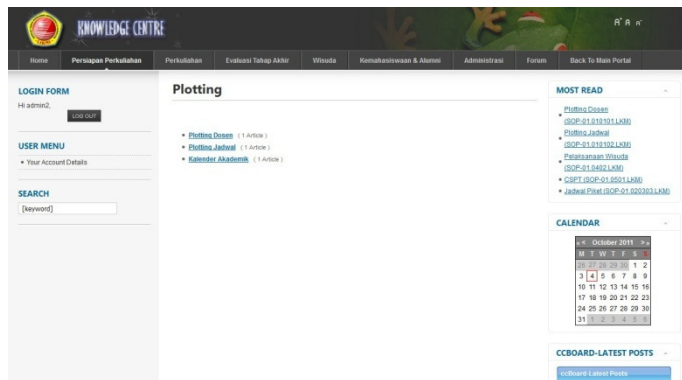 KNOWLEDGE CENTRE
A+ A A-
Home
Persiapan Perkuliahan
Perkuliahan
Evaluasi Tahap Akhir
Wisuda
Kemahasiswaan & Alumni
Administrasi
Forum
Back To Main Portal
LOGIN FORM
Hi admin2,
LOG OUT
USER MENU
Your Account Details
SEARCH
[keyword]
Plotting
Plotting Dosen ( 1 Article )
Plotting Jadwal ( 1 Article )
Kalender Akademik ( 1 Article )
MOST READ
Plotting Dosen
(SOP-01.010101.LKM)
Plotting Jadwal
(SOP-01.010102.LKM)
Pelaksanaan Wisuda
(SOP-01.0402.LKM)
CSPT (SOP-01.0501.LKM)
Jadwal Piket (SOP-01.020303.LKM)
CALENDAR
« < October 2011 > »
M T W T F S S
26 27 28 29 30 1 2
3 4 5 6 7 8 9
10 11 12 13 14 15 16
17 18 19 20 21 22 23
24 25 26 27 28 29 30
31 1 2 3 4 5 6
CCBOARD-LATEST POSTS
ccBoard-Latest Posts